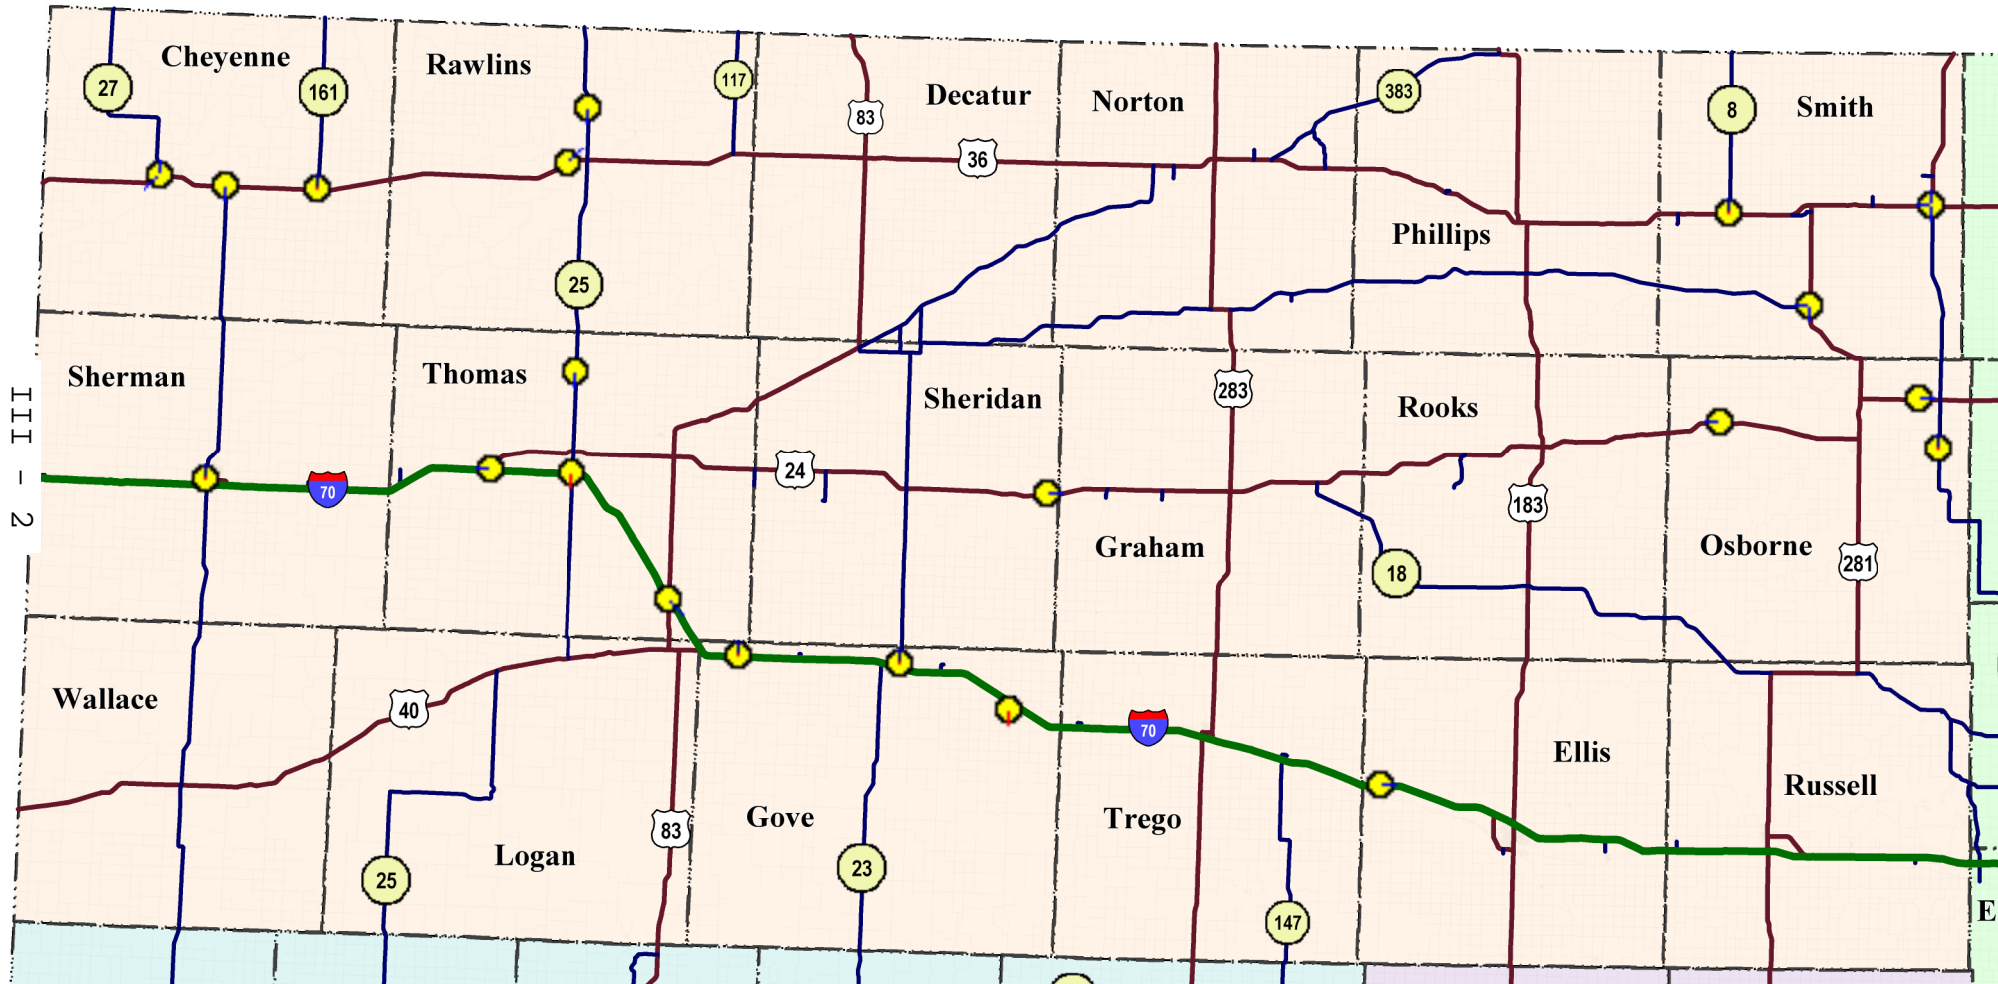 Cheyenne
Rawlins
27
161
117
83
Decatur
Norton
383
8
Smith
36
25
Phillips
Sherman
Thomas
Sheridan
283
Rooks
III - 2
70
24
183
Graham
Osborne
18
281
Wallace
40
70
Ellis
Russell
83
Gove
Trego
Logan
25
23
147
E